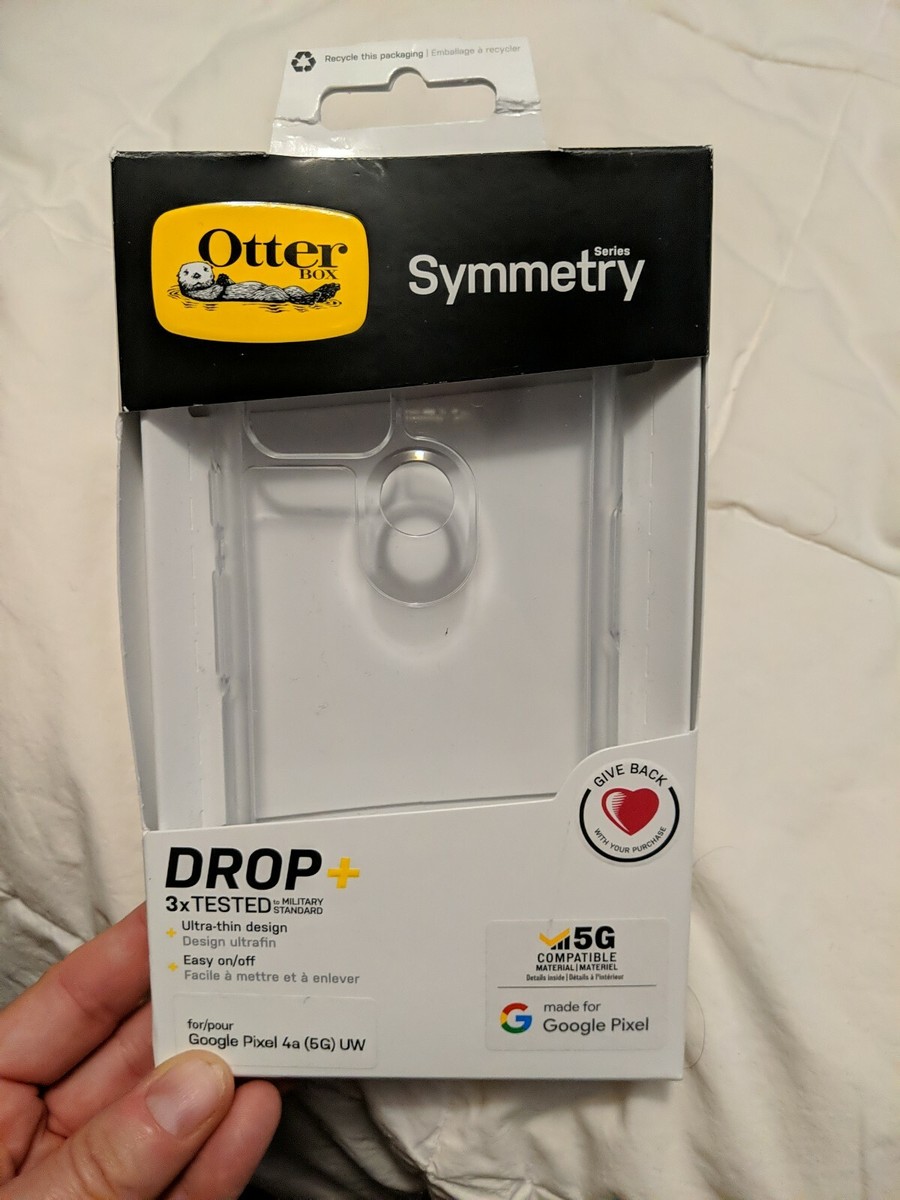 Recycle this packaging | Emballage à recycler
Otter
BOX
Series
Symmetry
GIVE BACK
WITH YOUR PURCHASE
DROP+
3xTESTED to MILITARY STANDARD
+ Ultra-thin design
Design ultrafin
+ Easy on/off
Facile à mettre et à enlever
for/pour
Google Pixel 4a (5G) UW
5G
COMPATIBLE
MATERIAL | MATERIEL
Details inside | Détails à l'intérieur
G made for
Google Pixel